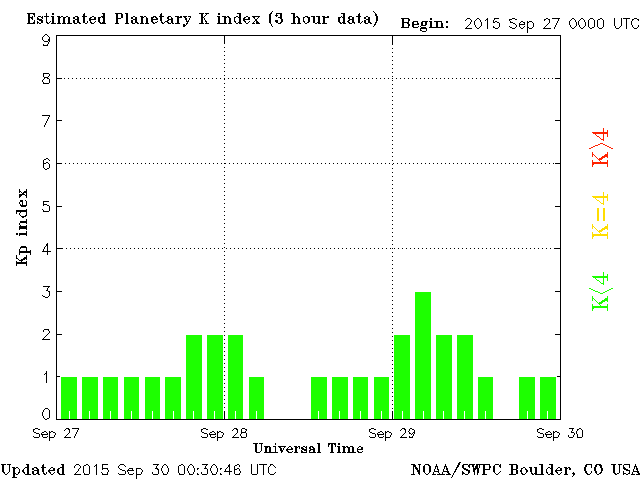 Estimated Planetary K index (3 hour data) Begin: 2015 Sep 27 0000 UTC
9
8
7
6
5
4
3
2
1
0
Kp index
K>4
K=4
K<4
Sep 27 Sep 28 Sep 29 Sep 30
Universal Time
Updated 2015 Sep 30 00:30:46 UTC NOAA/SWPC Boulder, CO USA